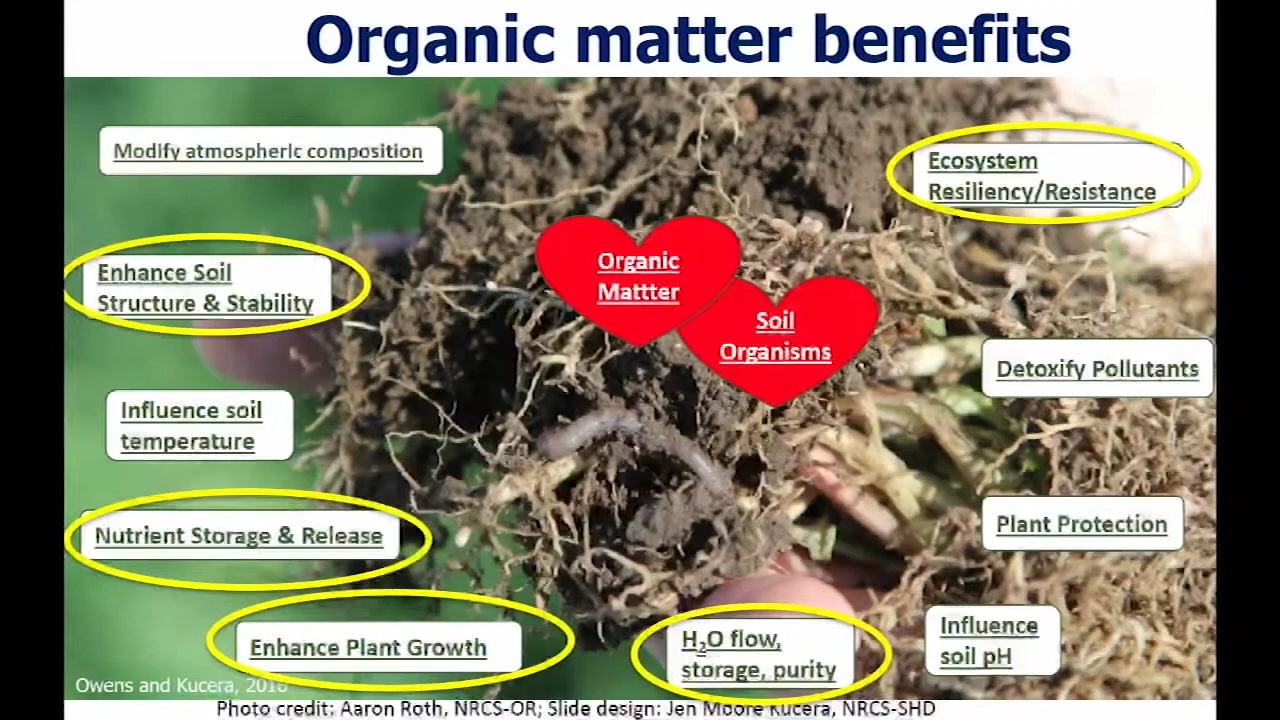 Organic matter benefits
Modify atmospheric composition
Ecosystem
Resiliency/Resistance
Enhance Soil
Structure & Stability
Organic
Mattter
Soil
Organisms
Detoxify Pollutants
Influence soil
temperature
Nutrient Storage & Release
Plant Protection
Enhance Plant Growth
H₂O flow,
storage, purity
Influence
soil pH
Owens and Kucera, 2016
Photo credit: Aaron Roth, NRCS-OR; Slide design: Jen Moore Kucera, NRCS-SHD